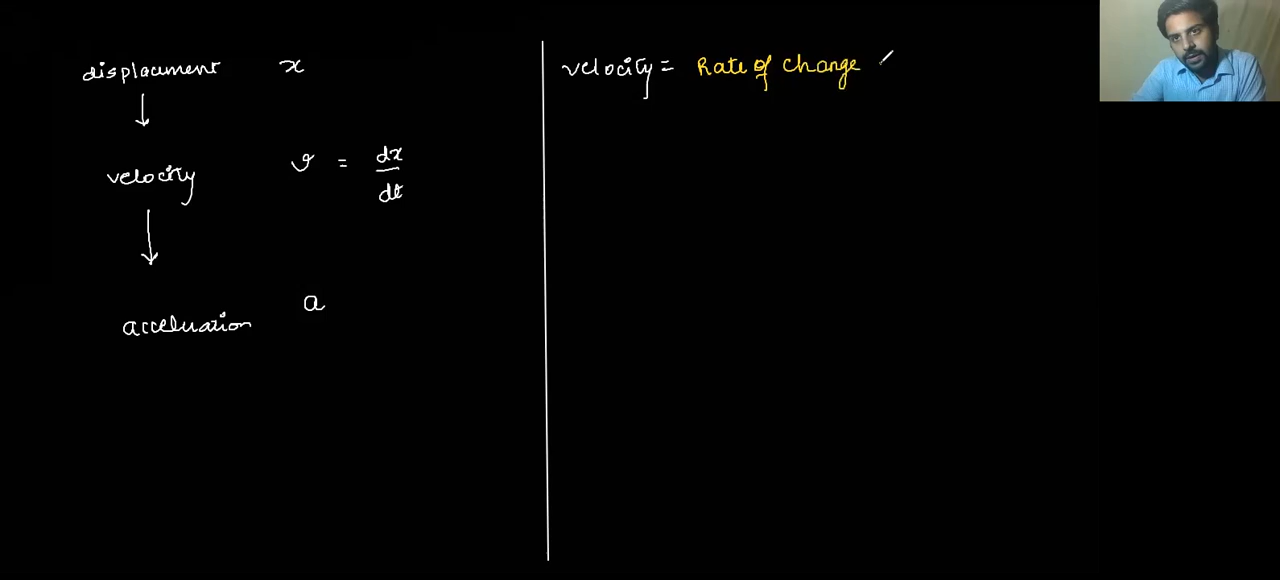 displacement x
velocity v = dx/dt
acceleration a
velocity = Rate of change